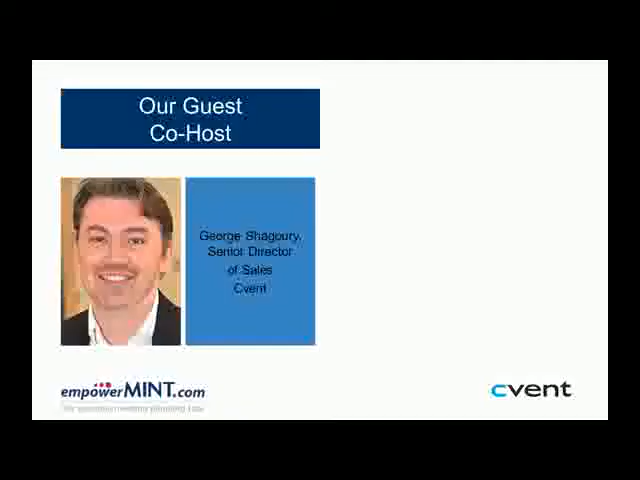 Our Guest
Co-Host
George Shagoury,
Senior Director
of Sales
Cvent
empowerMINT.com
cvent